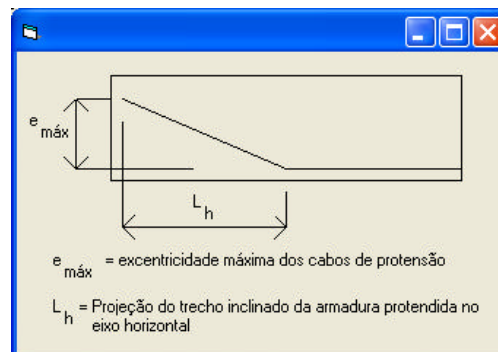 e máx
L h
e máx = excentricidade máxima dos cabos de protensão
L h = Projeção do trecho inclinado da armadura protendida no
eixo horizontal